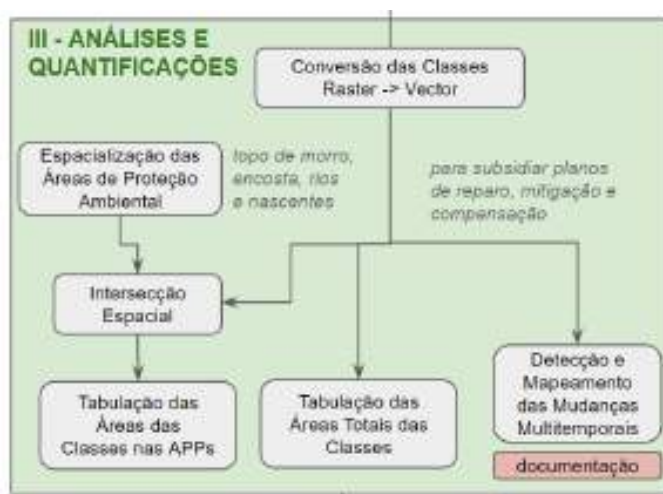 III - ANÁLISES E
QUANTIFICAÇÕES
Conversão das Classes
Raster -> Vector
Espacialização das
Áreas de Proteção
Ambiental
topo de morro,
encosta, rios
e nascentes
para subsidiar planos
de reparo, mitigação e
compensação
Intersecção
Espacial
Tabulação das
Áreas das
Classes nas APPs
Tabulação das
Áreas Totais das
Classes
Detecção e
Mapeamento
das Mudanças
Multitemporais
documentação